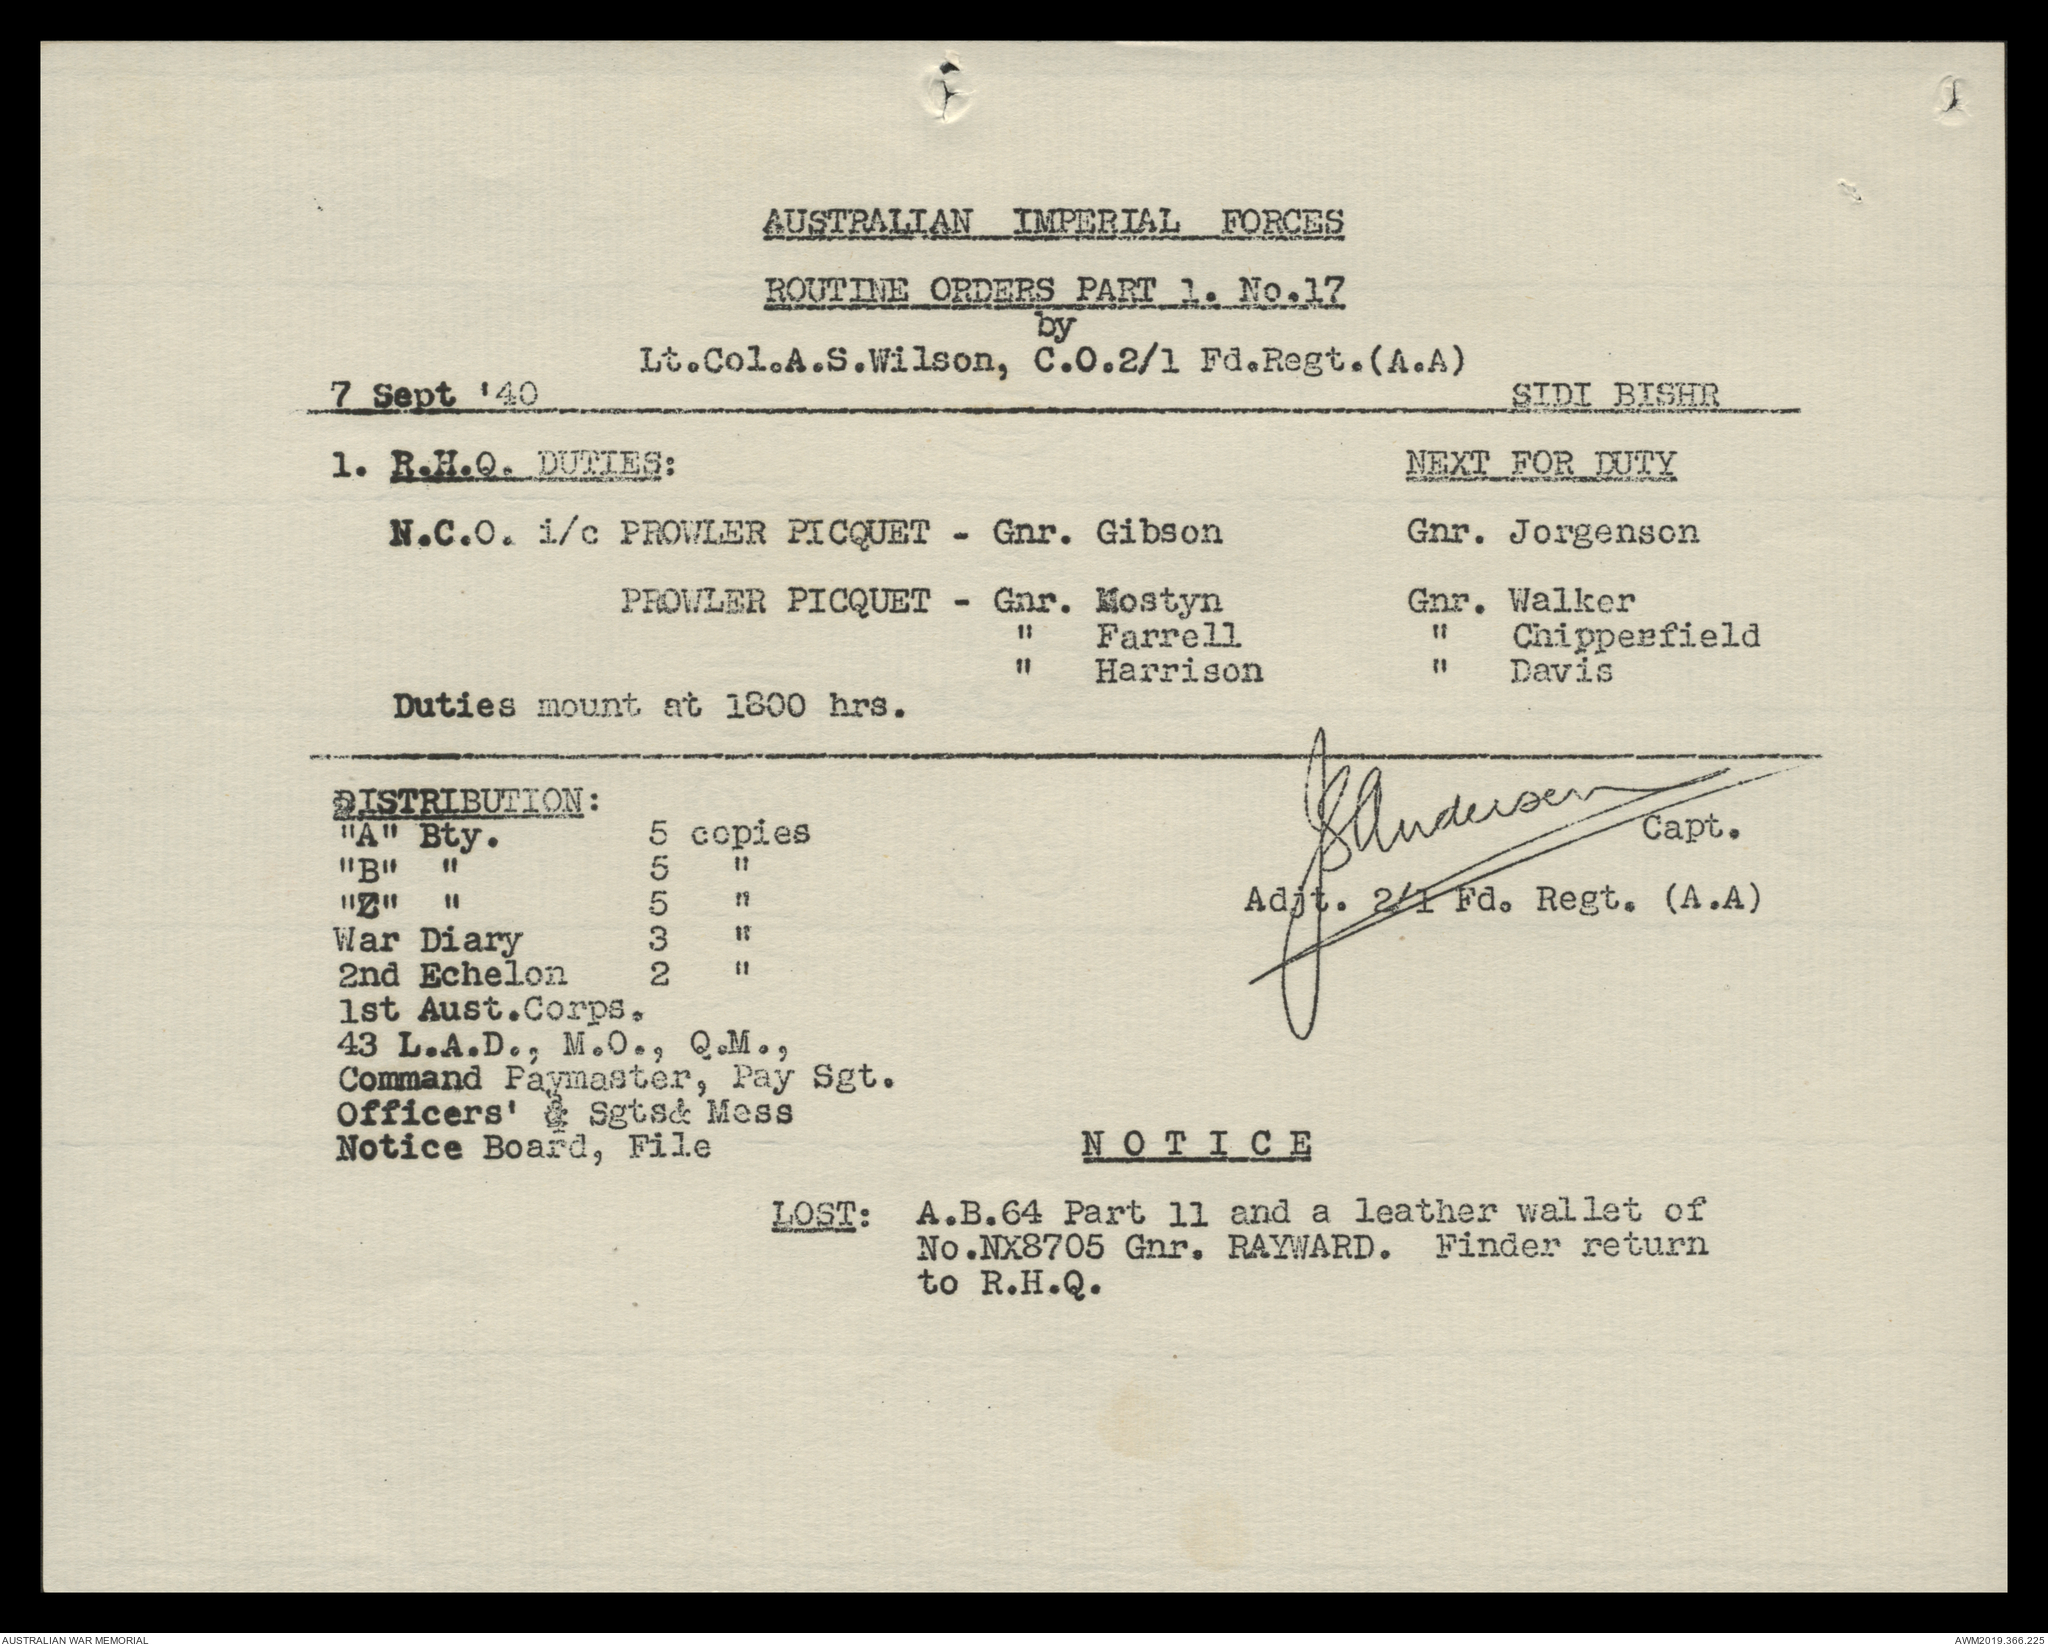 AUSTRALIAN IMPERIAL FORCES
ROUTINE ORDERS PART 1. No.17
by
Lt.Col.A.S.Wilson, C.O.2/1 Fd.Regt.(A.A)
7 Sept '40 SIDI BISHR
1. R.H.Q. DUTIES: NEXT FOR DUTY
N.C.O. i/c PROWLER PICQUET - Gnr. Gibson Gnr. Jorgenson
PROWLER PICQUET - Gnr. Mostyn Gnr. Walker
" Farrell " Chipperfield
" Harrison " Davis
Duties mount at 1800 hrs.
DISTRIBUTION:
"A" Bty. 5 copies
"B" " 5 "
"C" " 5 "
War Diary 3 "
2nd Echelon 2 "
1st Aust.Corps.
43 L.A.D., M.O., Q.M.,
Command Paymaster, Pay Sgt.
Officers' & Sgts& Mess
Notice Board, File
JSAndersen
Capt.
Adjt. 2/1 Fd. Regt. (A.A)
N O T I C E
LOST: A.B.64 Part 11 and a leather wallet of
No.NX8705 Gnr. RAYWARD. Finder return
to R.H.Q.
AUSTRALIAN WAR MEMORIAL
AWM2019.366.225